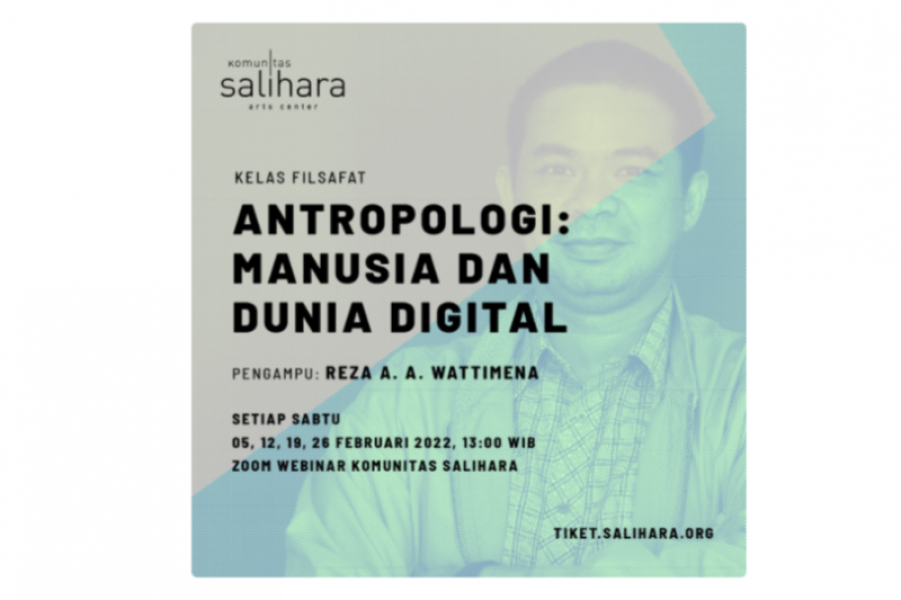 komunitas
salihara
arts center
KELAS FILSAFAT
ANTROPOLOGI:
MANUSIA DAN
DUNIA DIGITAL
PENGAMPU: REZA A. A. WATTIMENA
SETIAP SABTU
05, 12, 19, 26 FEBRUARI 2022, 13:00 WIB
ZOOM WEBINAR KOMUNITAS SALIHARA
TIKET.SALIHARA.ORG